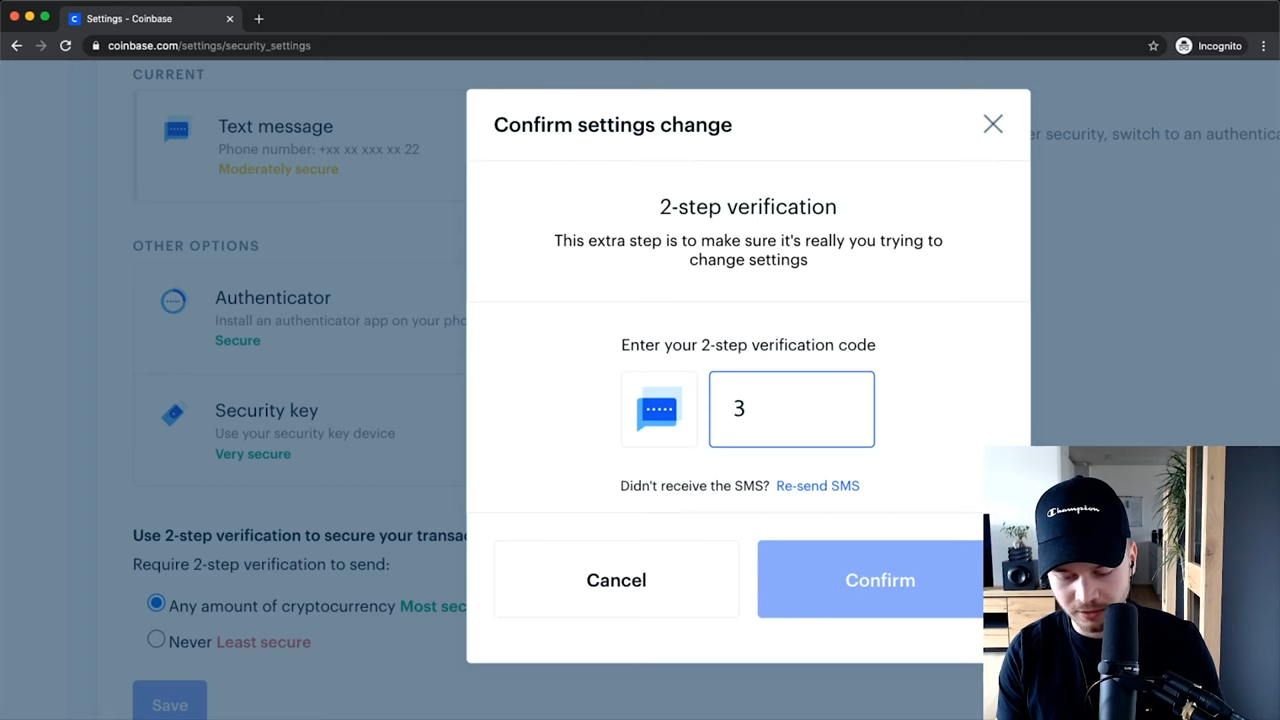 Settings - Coinbase
coinbase.com/settings/security_settings
Incognito
CURRENT
Text message
Phone number: +xx xx xxx xx 22
Moderately secure
er security, switch to an authentica
OTHER OPTIONS
Authenticator
Install an authenticator app on your pho
Secure
Security key
Use your security key device
Very secure
Use 2-step verification to secure your transa
Require 2-step verification to send:
Any amount of cryptocurrency Most sec
Never Least secure
Save
Confirm settings change
2-step verification
This extra step is to make sure it's really you trying to
change settings
Enter your 2-step verification code
3
Didn't receive the SMS? Re-send SMS
Cancel
Confirm
Champion